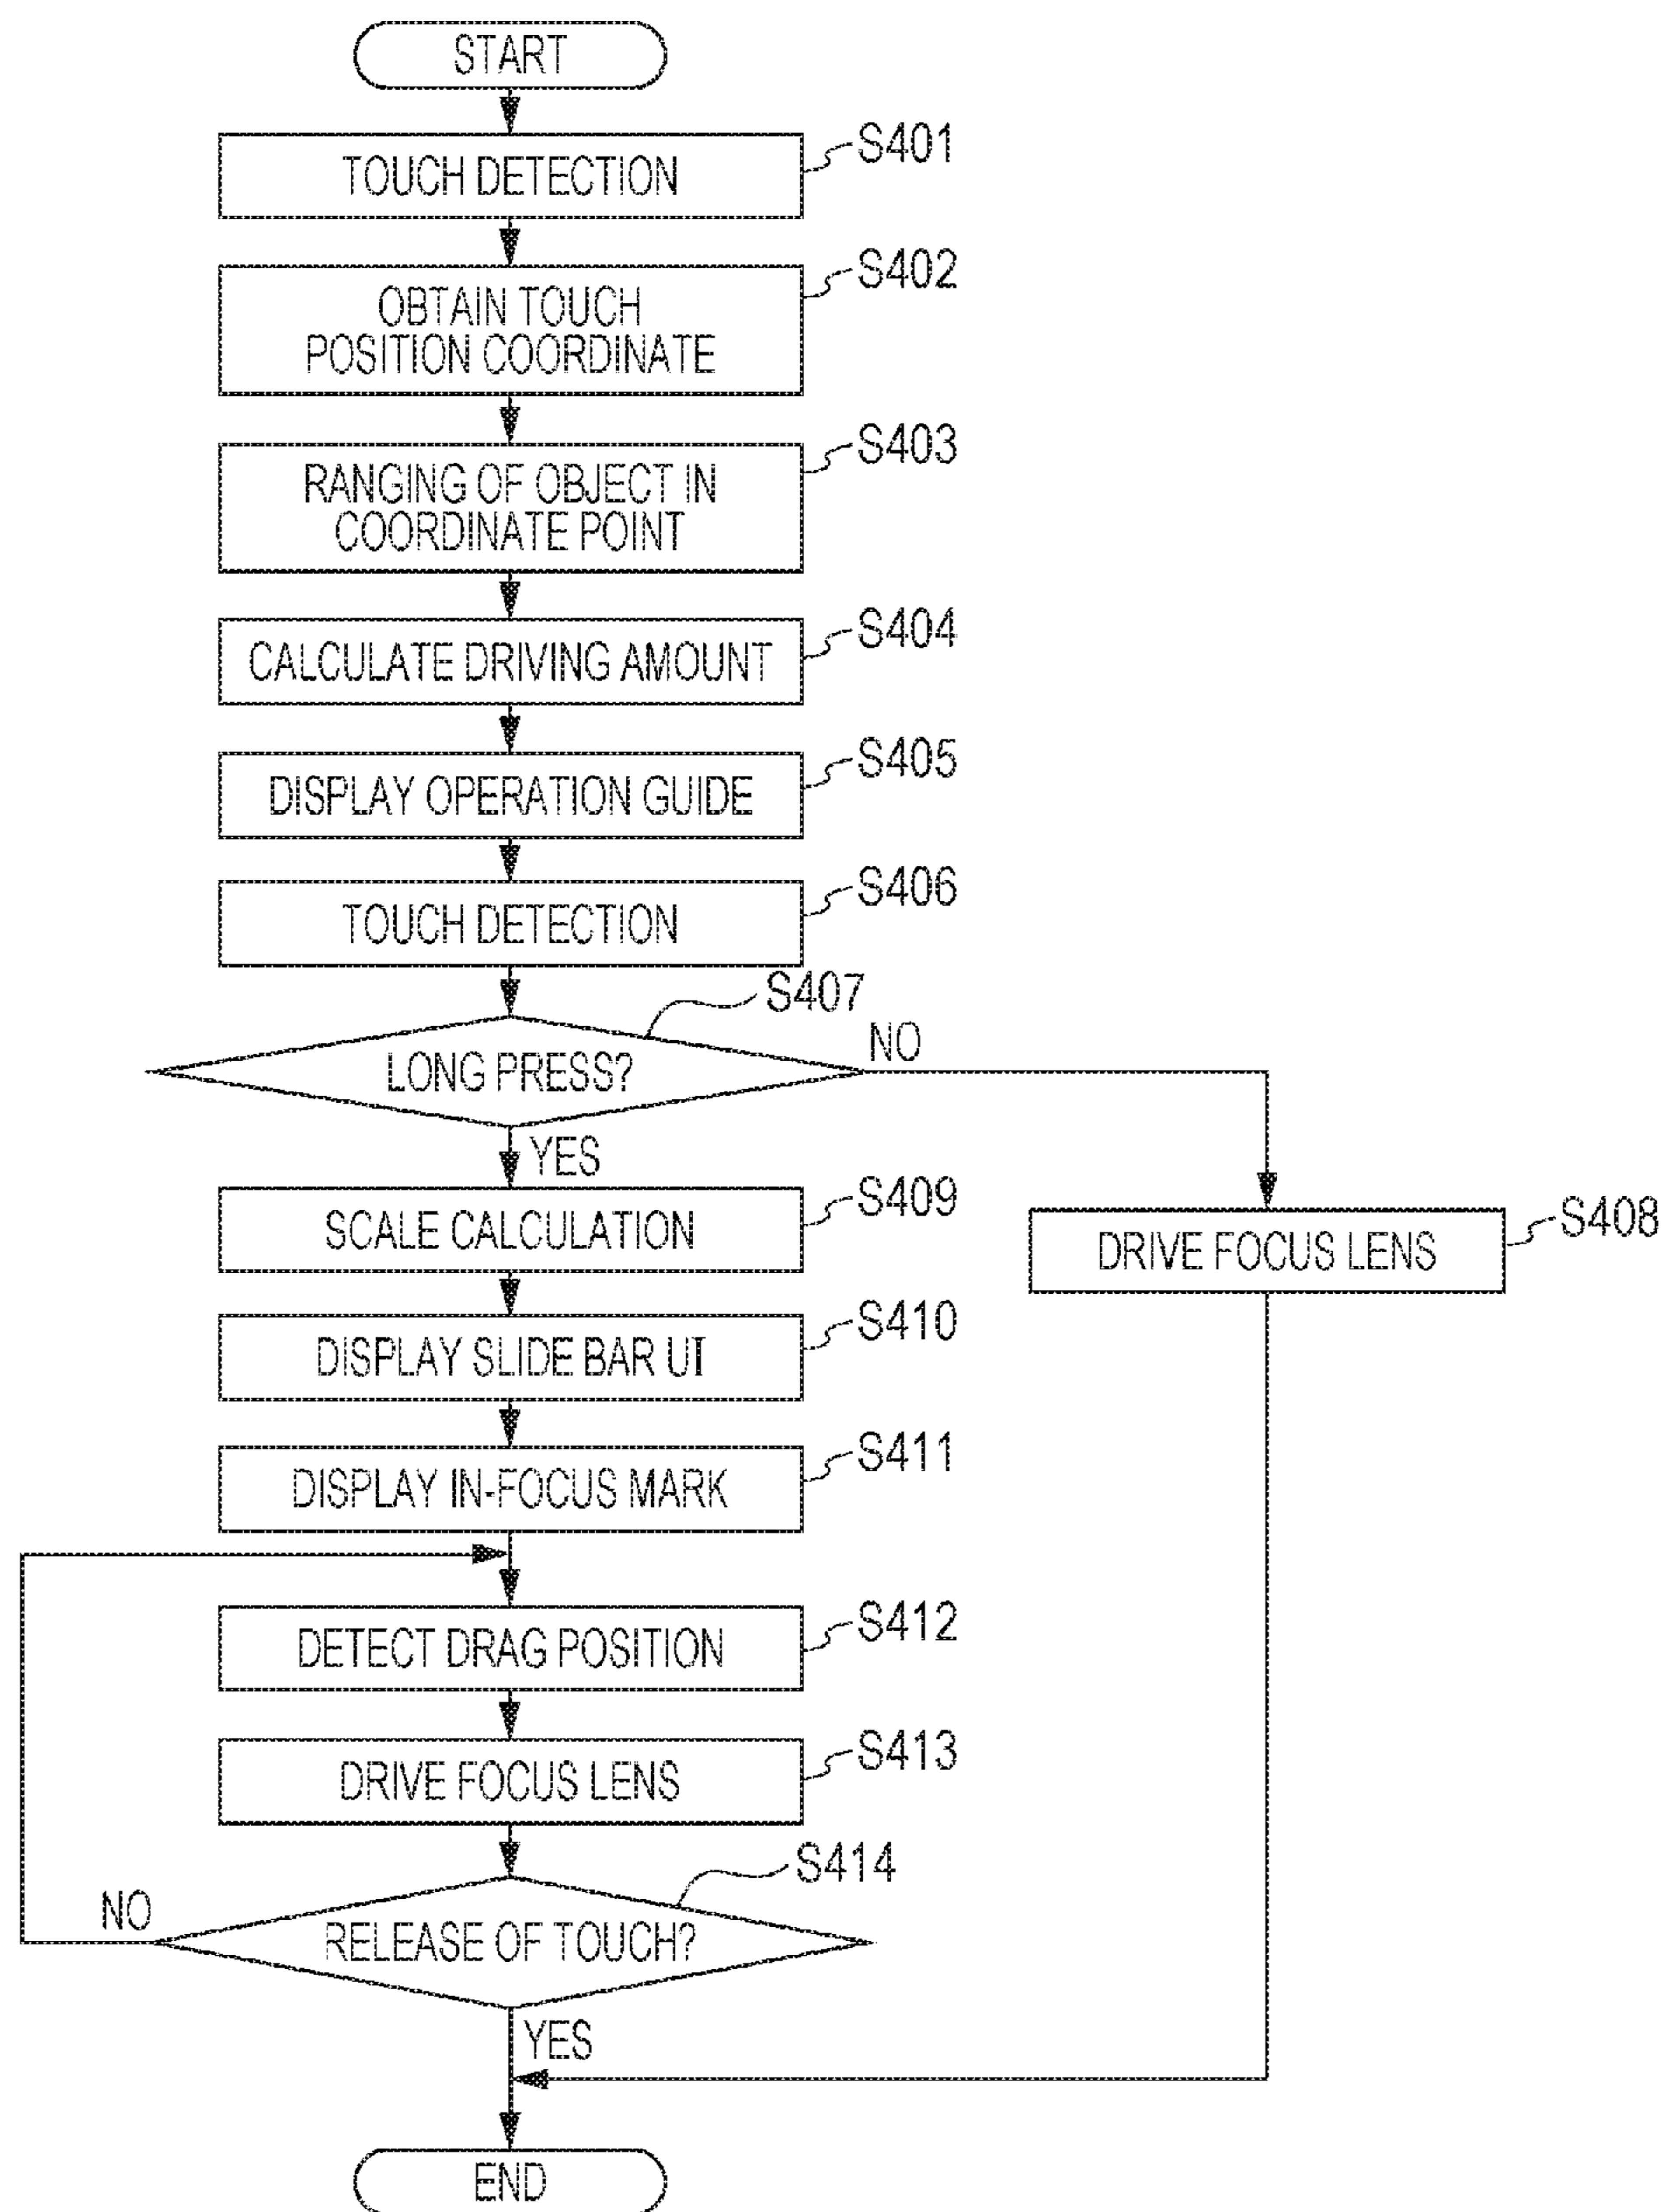 START
TOUCH DETECTION
S401
OBTAIN TOUCH
POSITION COORDINATE
S402
RANGING OF OBJECT IN
COORDINATE POINT
S403
CALCULATE DRIVING AMOUNT
S404
DISPLAY OPERATION GUIDE
S405
TOUCH DETECTION
S406
S407
LONG PRESS?
NO
YES
SCALE CALCULATION
S409
DRIVE FOCUS LENS
S408
DISPLAY SLIDE BAR UI
S410
DISPLAY IN-FOCUS MARK
S411
DETECT DRAG POSITION
S412
DRIVE FOCUS LENS
S413
S414
NO
RELEASE OF TOUCH?
YES
END